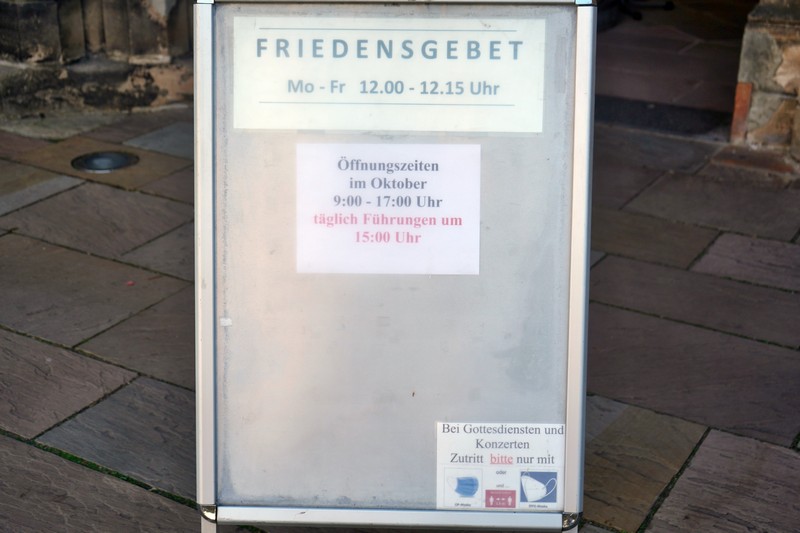 FRIEDENSGEBET
Mo - Fr 12.00 - 12.15 Uhr
Öffnungszeiten
im Oktober
9:00 - 17:00 Uhr
täglich Führungen um
15:00 Uhr
Bei Gottesdiensten und
Konzerten
Zutritt bitte nur mit
oder